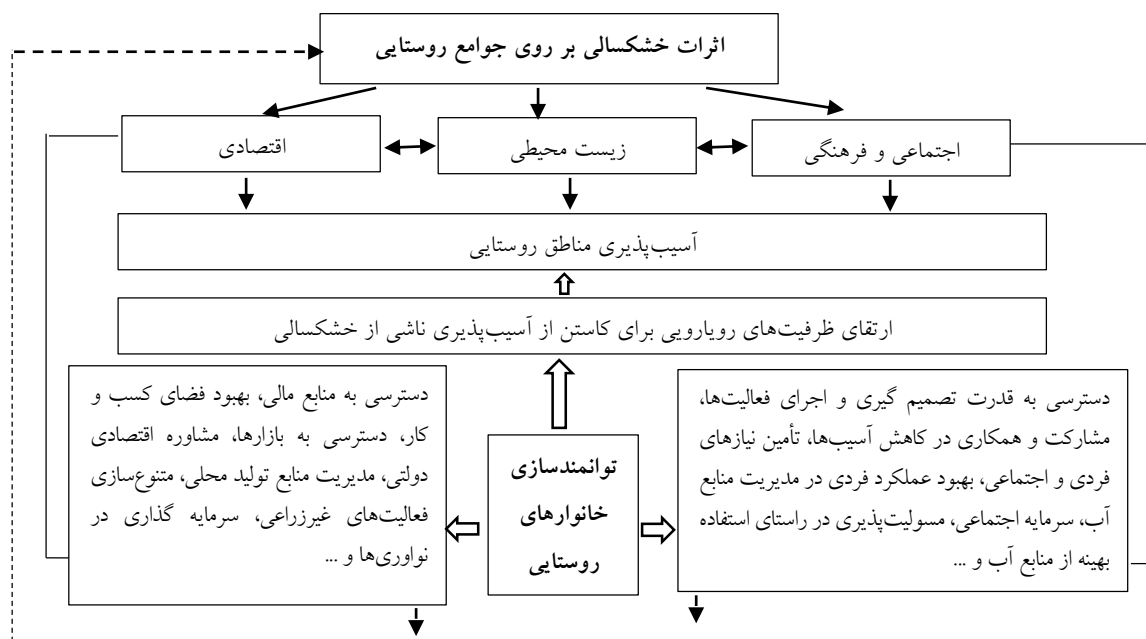 اثرات خشکسالی بر روی جوامع روستایی
اجتماعی و فرهنگی
زیست محیطی
اقتصادی
آسیب‌پذیری مناطق روستایی
ارتقای ظرفیت‌های رویارویی برای کاستن از آسیب‌پذیری ناشی از خشکسالی
دسترسی به قدرت تصمیم گیری و اجرای فعالیت‌ها،
مشارکت و همکاری در کاهش آسیب‌ها، تأمین نیازهای
فردی و اجتماعی، بهبود عملکرد فردی در مدیریت منابع
آب، سرمایه اجتماعی، مسولیت‌پذیری در راستای استفاده
بهینه از منابع آب و ...
توانمندسازی
خانوارهای
روستایی
دسترسی به منابع مالی، بهبود فضای کسب و
کار، دسترسی به بازارها، مشاوره اقتصادی
دولتی، مدیریت منابع تولید محلی، متنوع‌سازی
فعالیت‌های غیرزراعی، سرمایه گذاری در
نواوری‌ها و ...